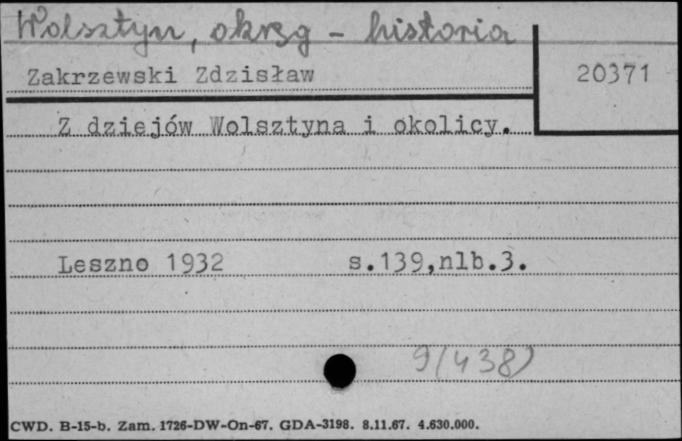 Wolsztyn, okręg - historia
Zakrzewski Zdzisław
20371
Z dziejów Wolsztyna i okolicy.
Leszno 1932 s.139,nlb.3.
9/438)
CWD. B-15-b. Zam. 1726-DW-On-67. GDA-3198. 8.11.67. 4.630.000.